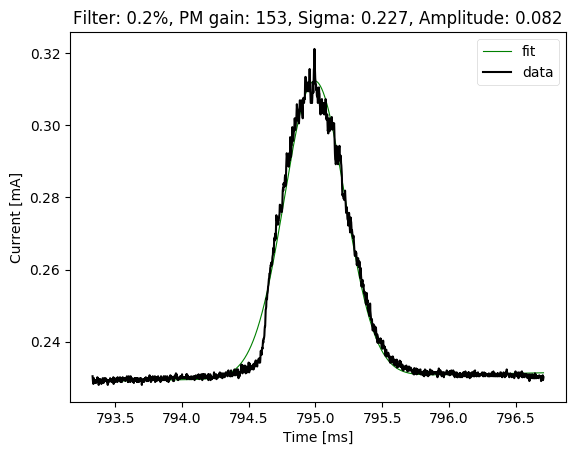 Filter: 0.2%, PM gain: 153, Sigma: 0.227, Amplitude: 0.082
fit
data
0.32
0.30
0.28
0.26
0.24
Current [mA]
793.5 794.0 794.5 795.0 795.5 796.0 796.5
Time [ms]